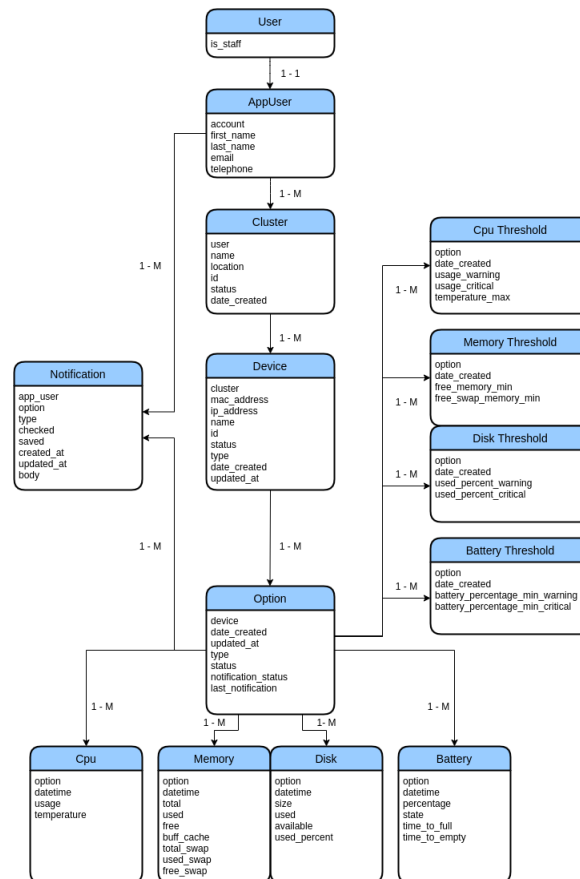 User
is_staff
1 - 1
AppUser
account
first_name
last_name
email
telephone
1 - M
Cluster
user
name
location
id
status
date_created
1 - M
1 - M
Cpu Threshold
option
date_created
usage_warning
usage_critical
temperature_max
1 - M
Memory Threshold
option
date_created
free_memory_min
free_swap_memory_min
1 - M
Device
cluster
mac_address
ip_address
name
id
status
type
date_created
updated_at
Notification
app_user
option
type
checked
saved
created_at
updated_at
body
Disk Threshold
option
date_created
used_percent_warning
used_percent_critical
1 - M
1 - M
1 - M
Battery Threshold
option
date_created
battery_percentage_min_warning
battery_percentage_min_critical
1 - M
Option
device
date_created
updated_at
type
status
notification_status
last_notification
1 - M
1 - M
1- M
1 - M
Cpu
option
datetime
usage
temperature
Memory
option
datetime
total
used
free
buff_cache
total_swap
used_swap
free_swap
Disk
option
datetime
size
used
available
used_percent
Battery
option
datetime
percentage
state
time_to_full
time_to_empty